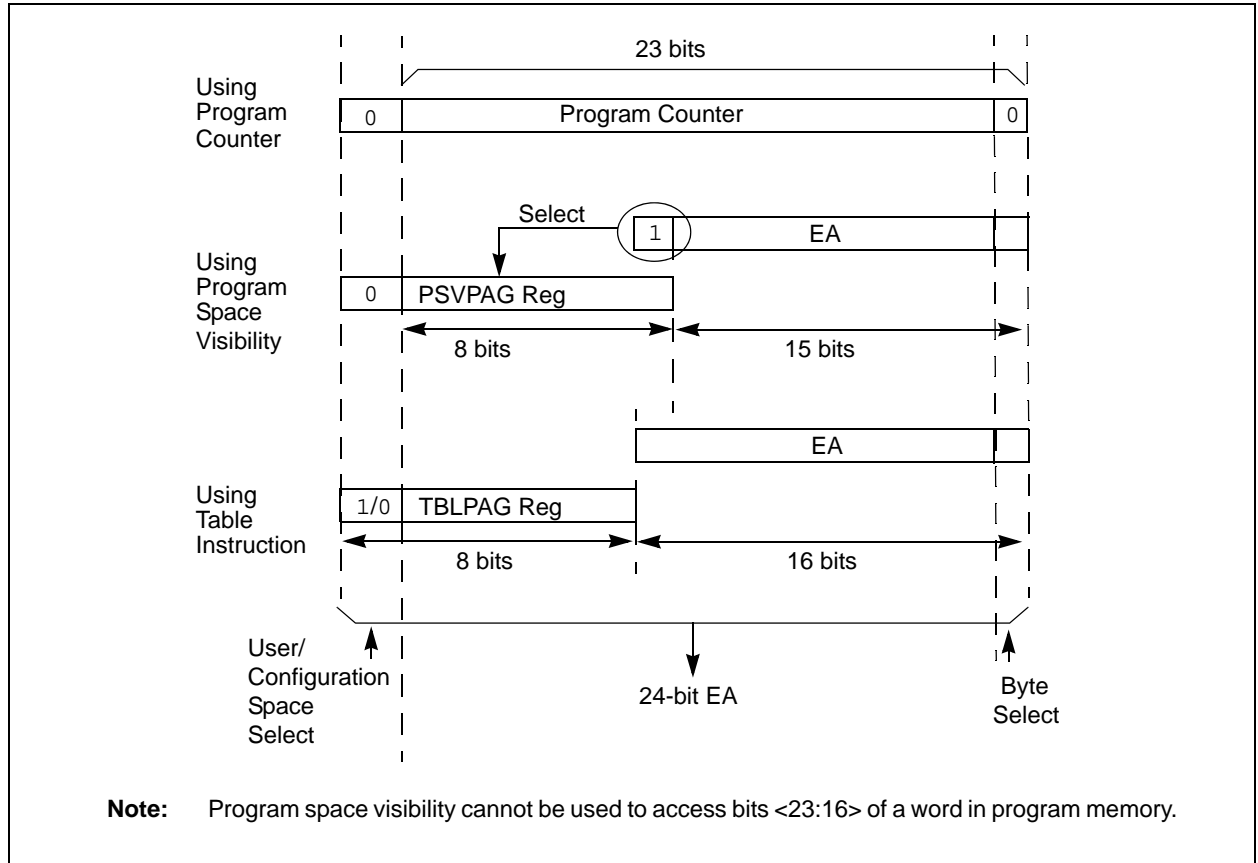 23 bits
Using
Program
Counter
0
Program Counter
0
Select
1
EA
Using
Program
Space
Visibility
0
PSVPAG Reg
8 bits
15 bits
EA
Using
Table
Instruction
1/0
TBLPAG Reg
8 bits
16 bits
User/
Configuration
Space
Select
24-bit EA
Byte
Select
Note: Program space visibility cannot be used to access bits <23:16> of a word in program memory.